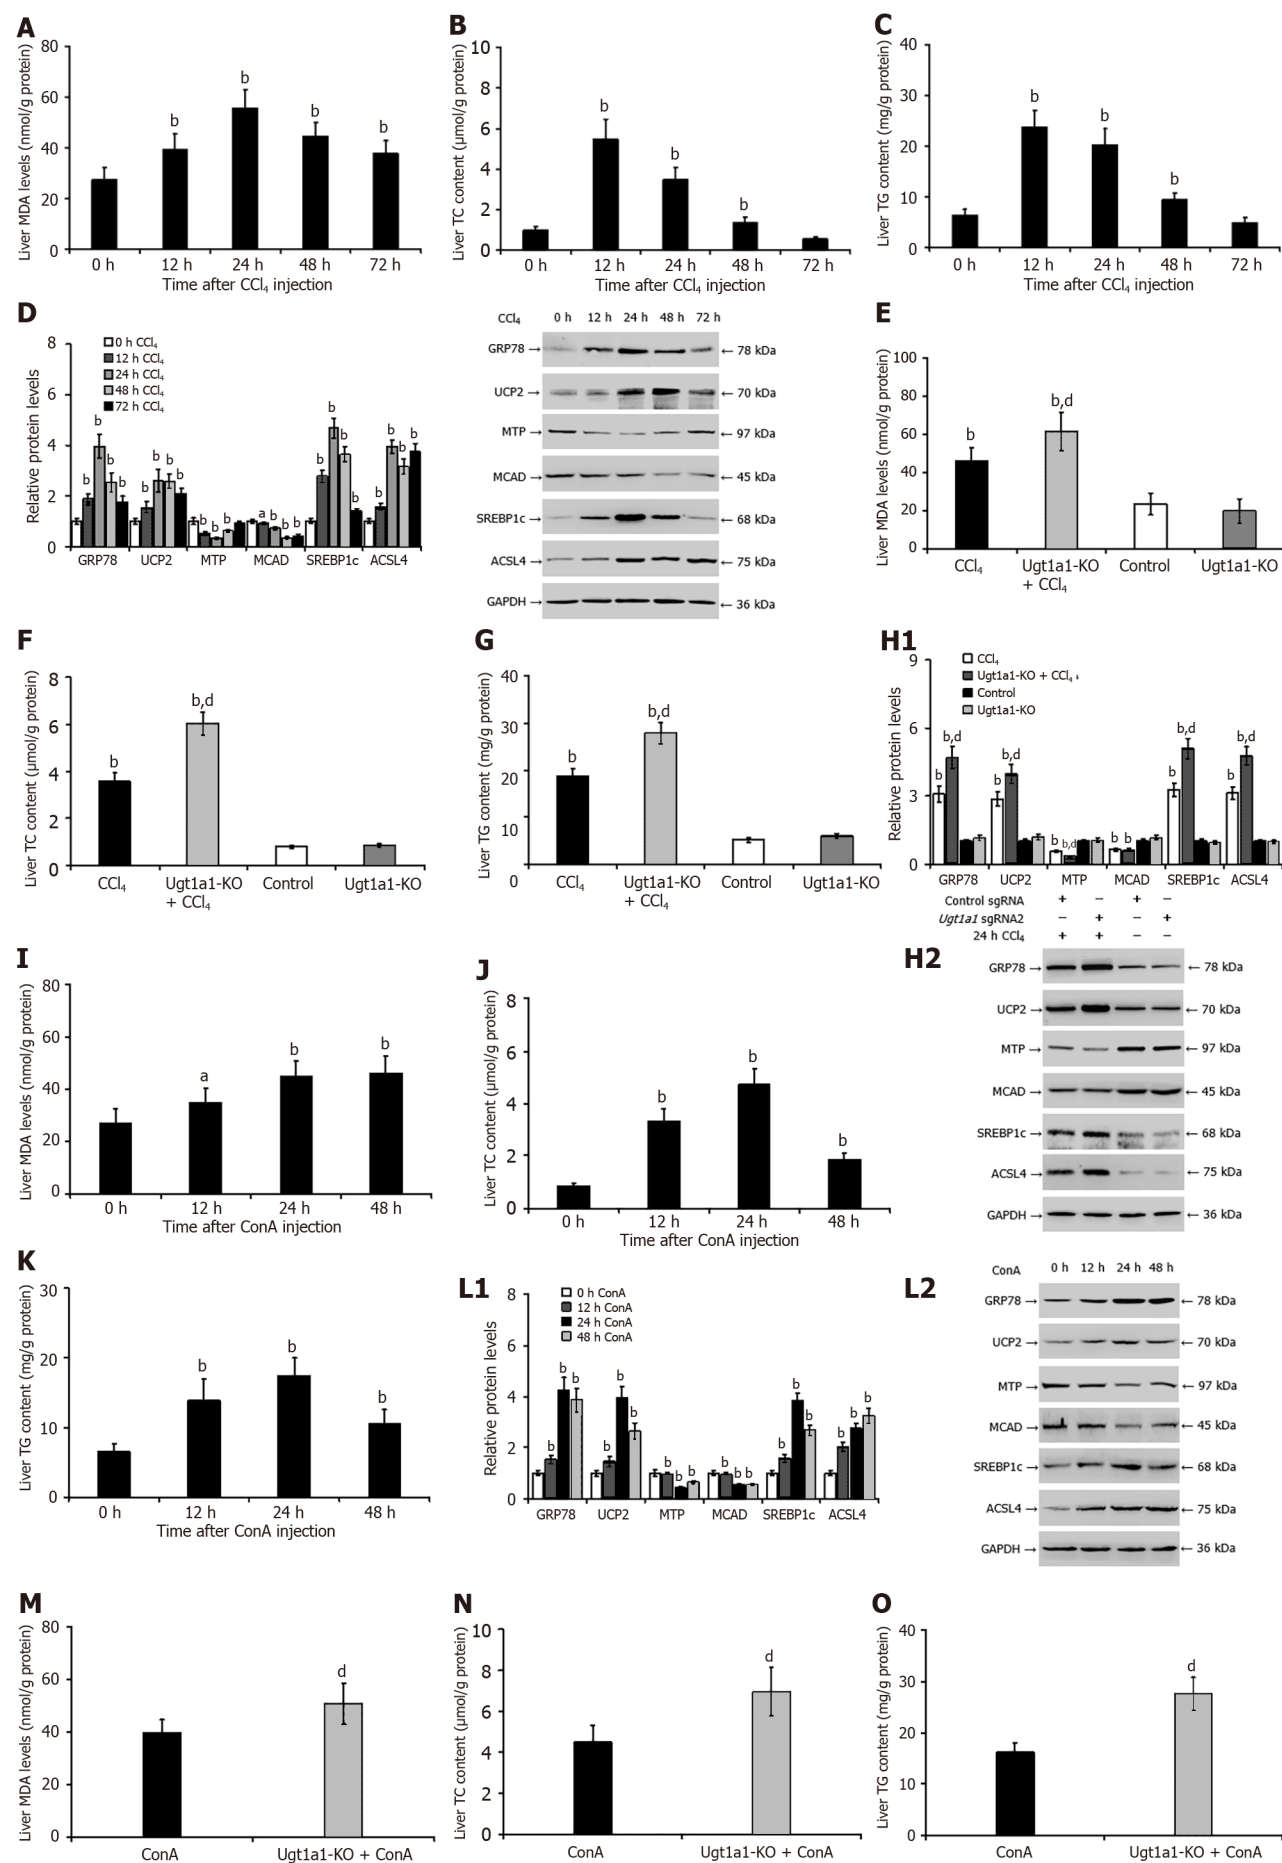 A
Liver MDA levels (nmol/g protein)
80
60
40
20
0
b
b
b
b
0 h
12 h
24 h
48 h
72 h
Time after CCl₄ injection
B
Liver TC content (μmol/g protein)
10
8
6
4
2
0
b
b
b
0 h
12 h
24 h
48 h
72 h
Time after CCl₄ injection
C
Liver TG content (mg/g protein)
40
30
20
10
0
b
b
b
0 h
12 h
24 h
48 h
72 h
Time after CCl₄ injection
D
Relative protein levels
8
6
4
2
0
0 h CCl₄
12 h CCl₄
24 h CCl₄
48 h CCl₄
72 h CCl₄
b b b b
b b b b
b b b
a b b b
b b b b
b b b b
GRP78 UCP2 MTP MCAD SREBP1c ACSL4
CCl₄ 0 h 12 h 24 h 48 h 72 h
GRP78 → ← 78 kDa
UCP2 → ← 70 kDa
MTP → ← 97 kDa
MCAD → ← 45 kDa
SREBP1c → ← 68 kDa
ACSL4 → ← 75 kDa
GAPDH → ← 36 kDa
E
Liver MDA levels (nmol/g protein)
100
80
60
40
20
0
b
b,d
CCl₄
Ugt1a1-KO
+ CCl₄
Control
Ugt1a1-KO
F
Liver TC content (μmol/g protein)
8
6
4
2
0
b
b,d
CCl₄
Ugt1a1-KO
+ CCl₄
Control
Ugt1a1-KO
G
Liver TG content (mg/g protein)
40
30
20
10
0
b
b,d
CCl₄
Ugt1a1-KO
+ CCl₄
Control
Ugt1a1-KO
H1
Relative protein levels
9
6
3
0
CCl₄
Ugt1a1-KO + CCl₄
Control
Ugt1a1-KO
b b,d
b b,d
b b,d
b b
b b,d
b b,d
GRP78 UCP2 MTP MCAD SREBP1c ACSL4
Control sgRNA + − + −
Ugt1a1 sgRNA2 − + − +
24 h CCl₄ + + − −
H2
GRP78 → ← 78 kDa
UCP2 → ← 70 kDa
MTP → ← 97 kDa
MCAD → ← 45 kDa
SREBP1c → ← 68 kDa
ACSL4 → ← 75 kDa
GAPDH → ← 36 kDa
I
Liver MDA levels (nmol/g protein)
80
60
40
20
0
a
b
b
0 h
12 h
24 h
48 h
Time after ConA injection
J
Liver TC content (μmol/g protein)
8
6
4
2
0
b
b
b
0 h
12 h
24 h
48 h
Time after ConA injection
K
Liver TG content (mg/g protein)
30
20
10
0
b
b
b
0 h
12 h
24 h
48 h
Time after ConA injection
L1
Relative protein levels
8
6
4
2
0
0 h ConA
12 h ConA
24 h ConA
48 h ConA
b b b
b b b
b b b
b b b
b b b
b b b
GRP78 UCP2 MTP MCAD SREBP1c ACSL4
L2
ConA 0 h 12 h 24 h 48 h
GRP78 → ← 78 kDa
UCP2 → ← 70 kDa
MTP → ← 97 kDa
MCAD → ← 45 kDa
SREBP1c → ← 68 kDa
ACSL4 → ← 75 kDa
GAPDH → ← 36 kDa
M
Liver MDA levels (nmol/g protein)
80
60
40
20
0
d
ConA
Ugt1a1-KO + ConA
N
Liver TC content (μmol/g protein)
10
8
6
4
2
0
d
ConA
Ugt1a1-KO + ConA
O
Liver TG content (mg/g protein)
40
30
20
10
0
d
ConA
Ugt1a1-KO + ConA